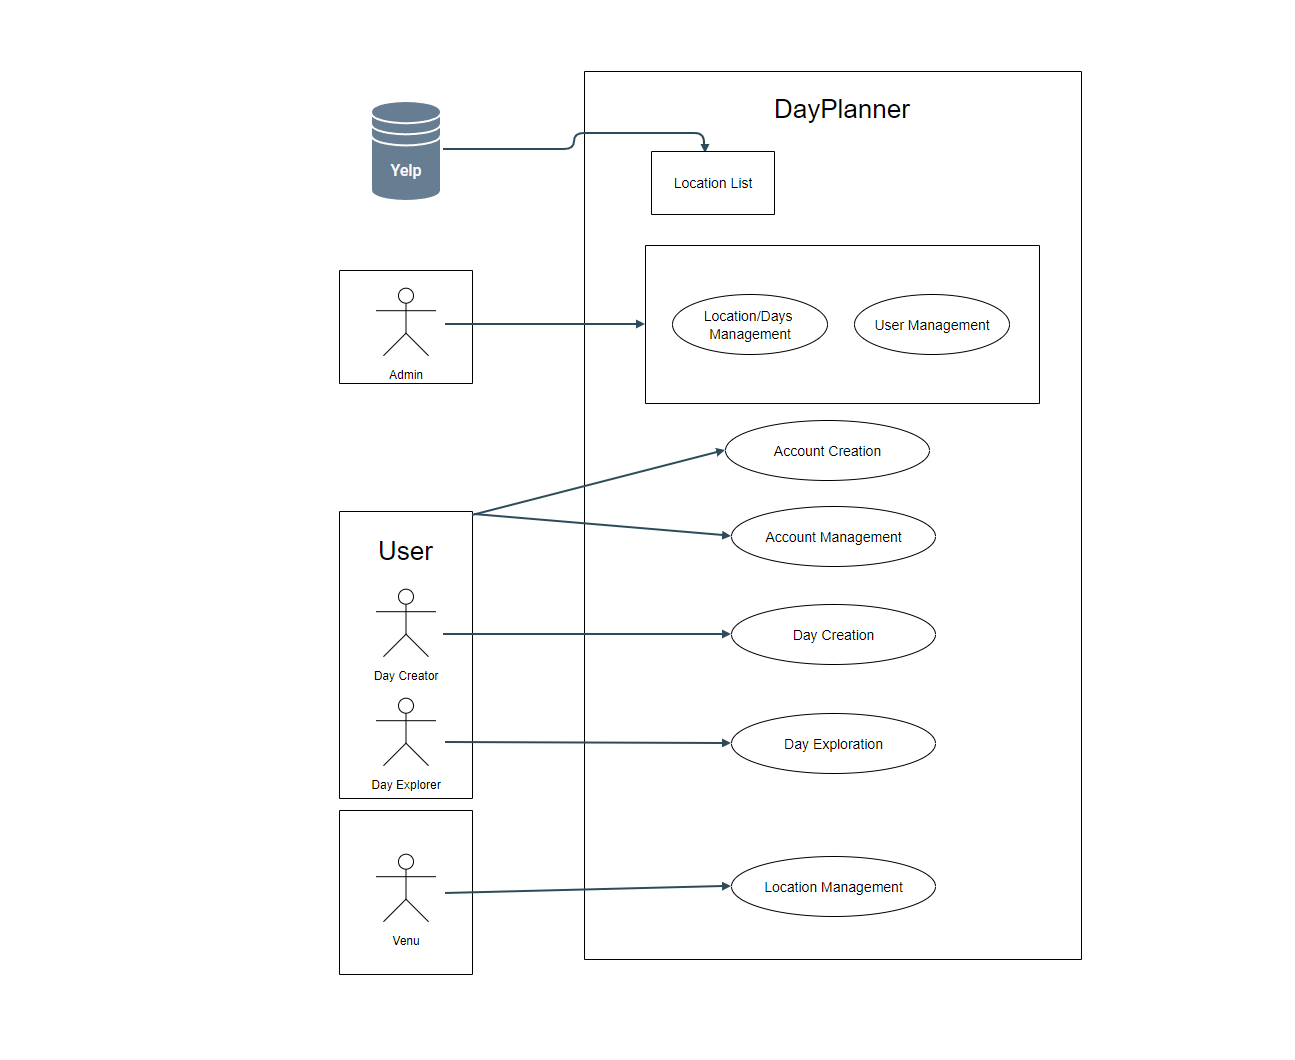 DayPlanner
Yelp
Location List
Location/Days
Management
User Management
Admin
Account Creation
User
Account Management
Day Creation
Day Creator
Day Exploration
Day Explorer
Location Management
Venu